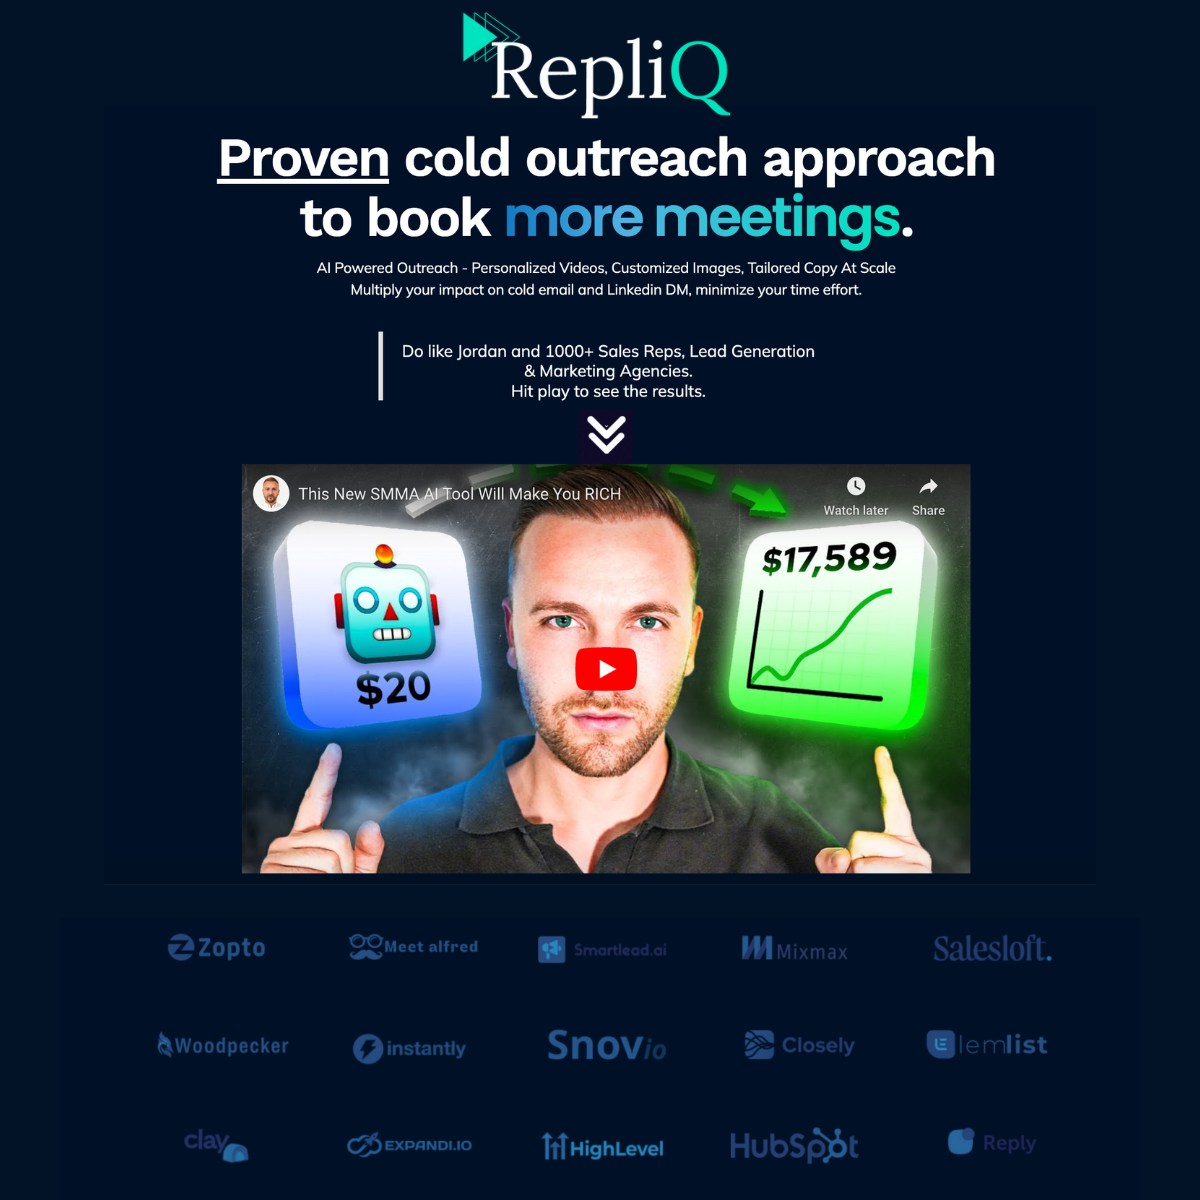 RepliQ
Proven cold outreach approach
to book more meetings.
AI Powered Outreach - Personalized Videos, Customized Images, Tailored Copy At Scale
Multiply your impact on cold email and Linkedin DM, minimize your time effort.
Do like Jordan and 1000+ Sales Reps, Lead Generation
& Marketing Agencies.
Hit play to see the results.
This New SMMA AI Tool Will Make You RICH
Watch later
Share
$20
$17,589
Zopto
Meet alfred
Smartlead.ai
Mixmax
Salesloft.
Woodpecker
instantly
Snovio
Closely
lemlist
clay
EXPANDI.IO
HighLevel
HubSpot
Reply